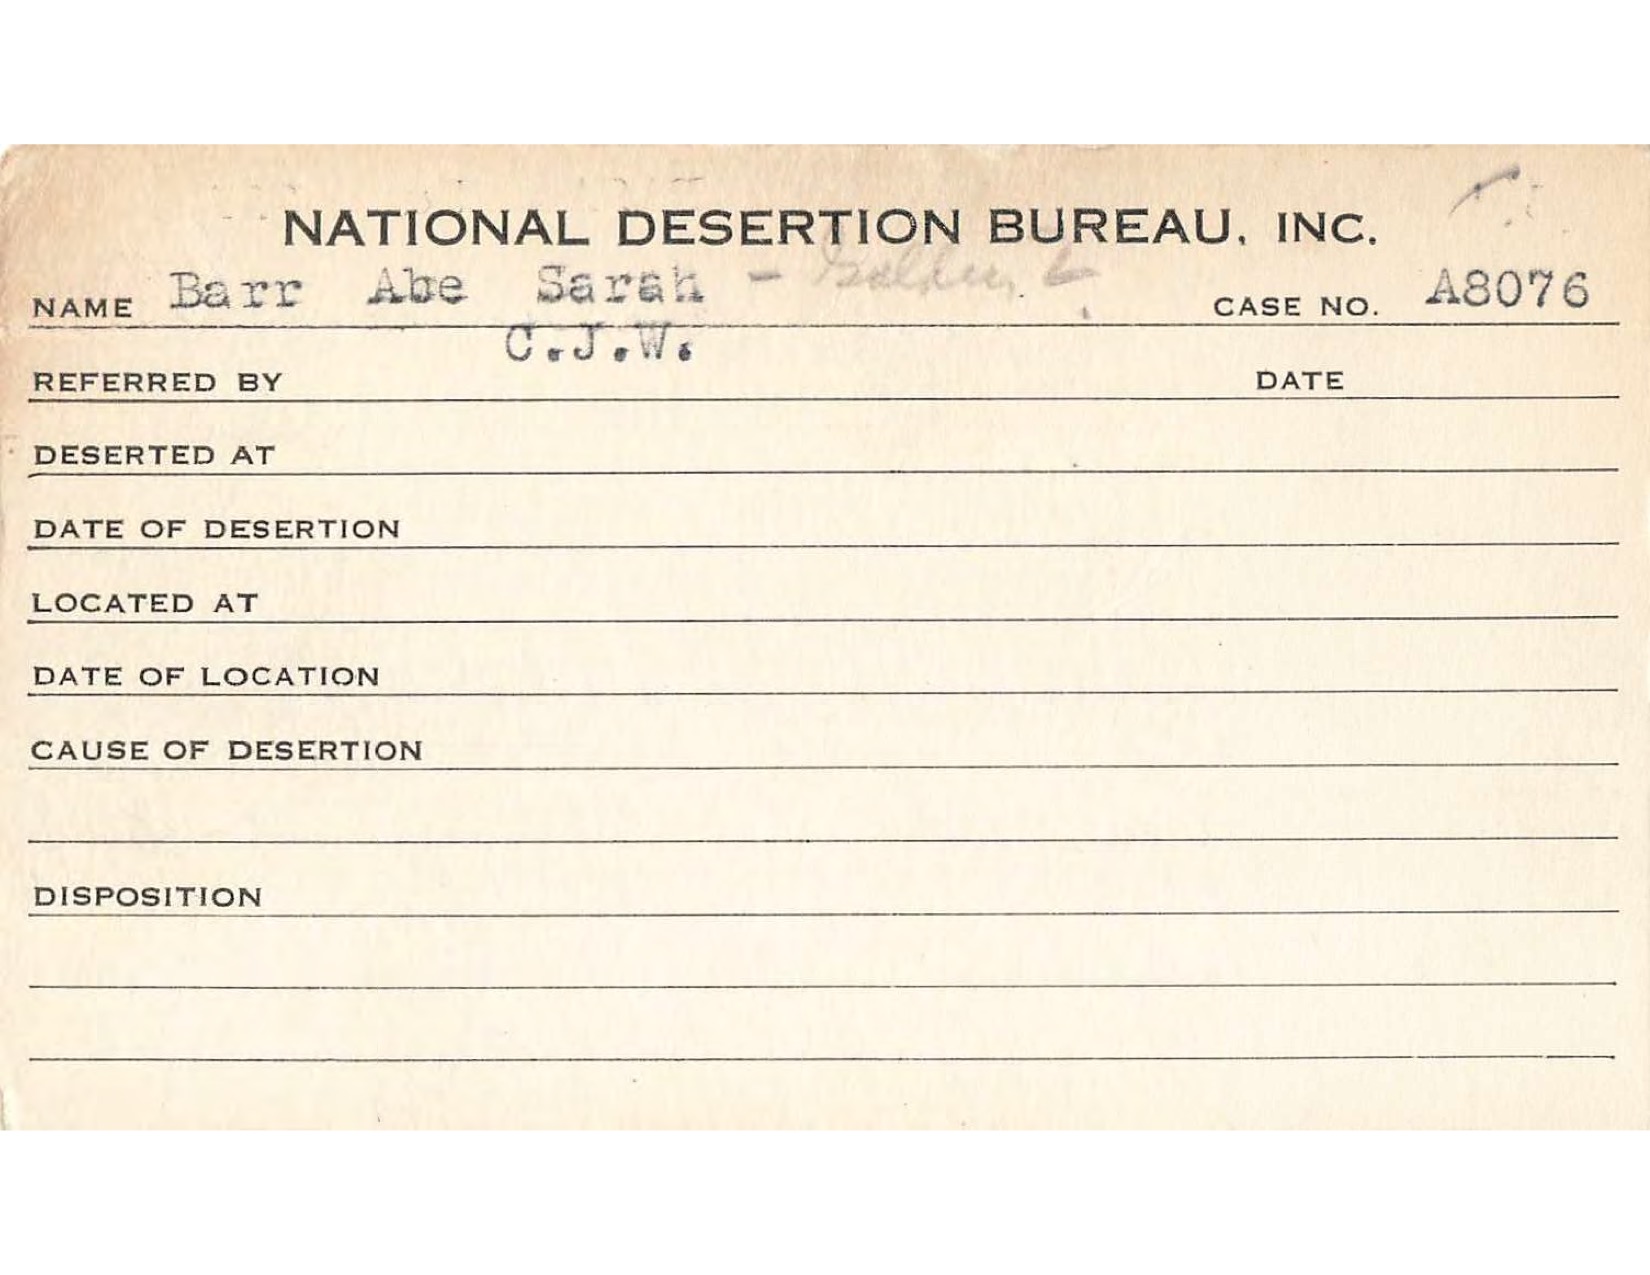 NATIONAL DESERTION BUREAU, INC.
NAME Barr Abe Sarah - CASE NO. A8076
C.J.W.
REFERRED BY DATE
DESERTED AT
DATE OF DESERTION
LOCATED AT
DATE OF LOCATION
CAUSE OF DESERTION
DISPOSITION